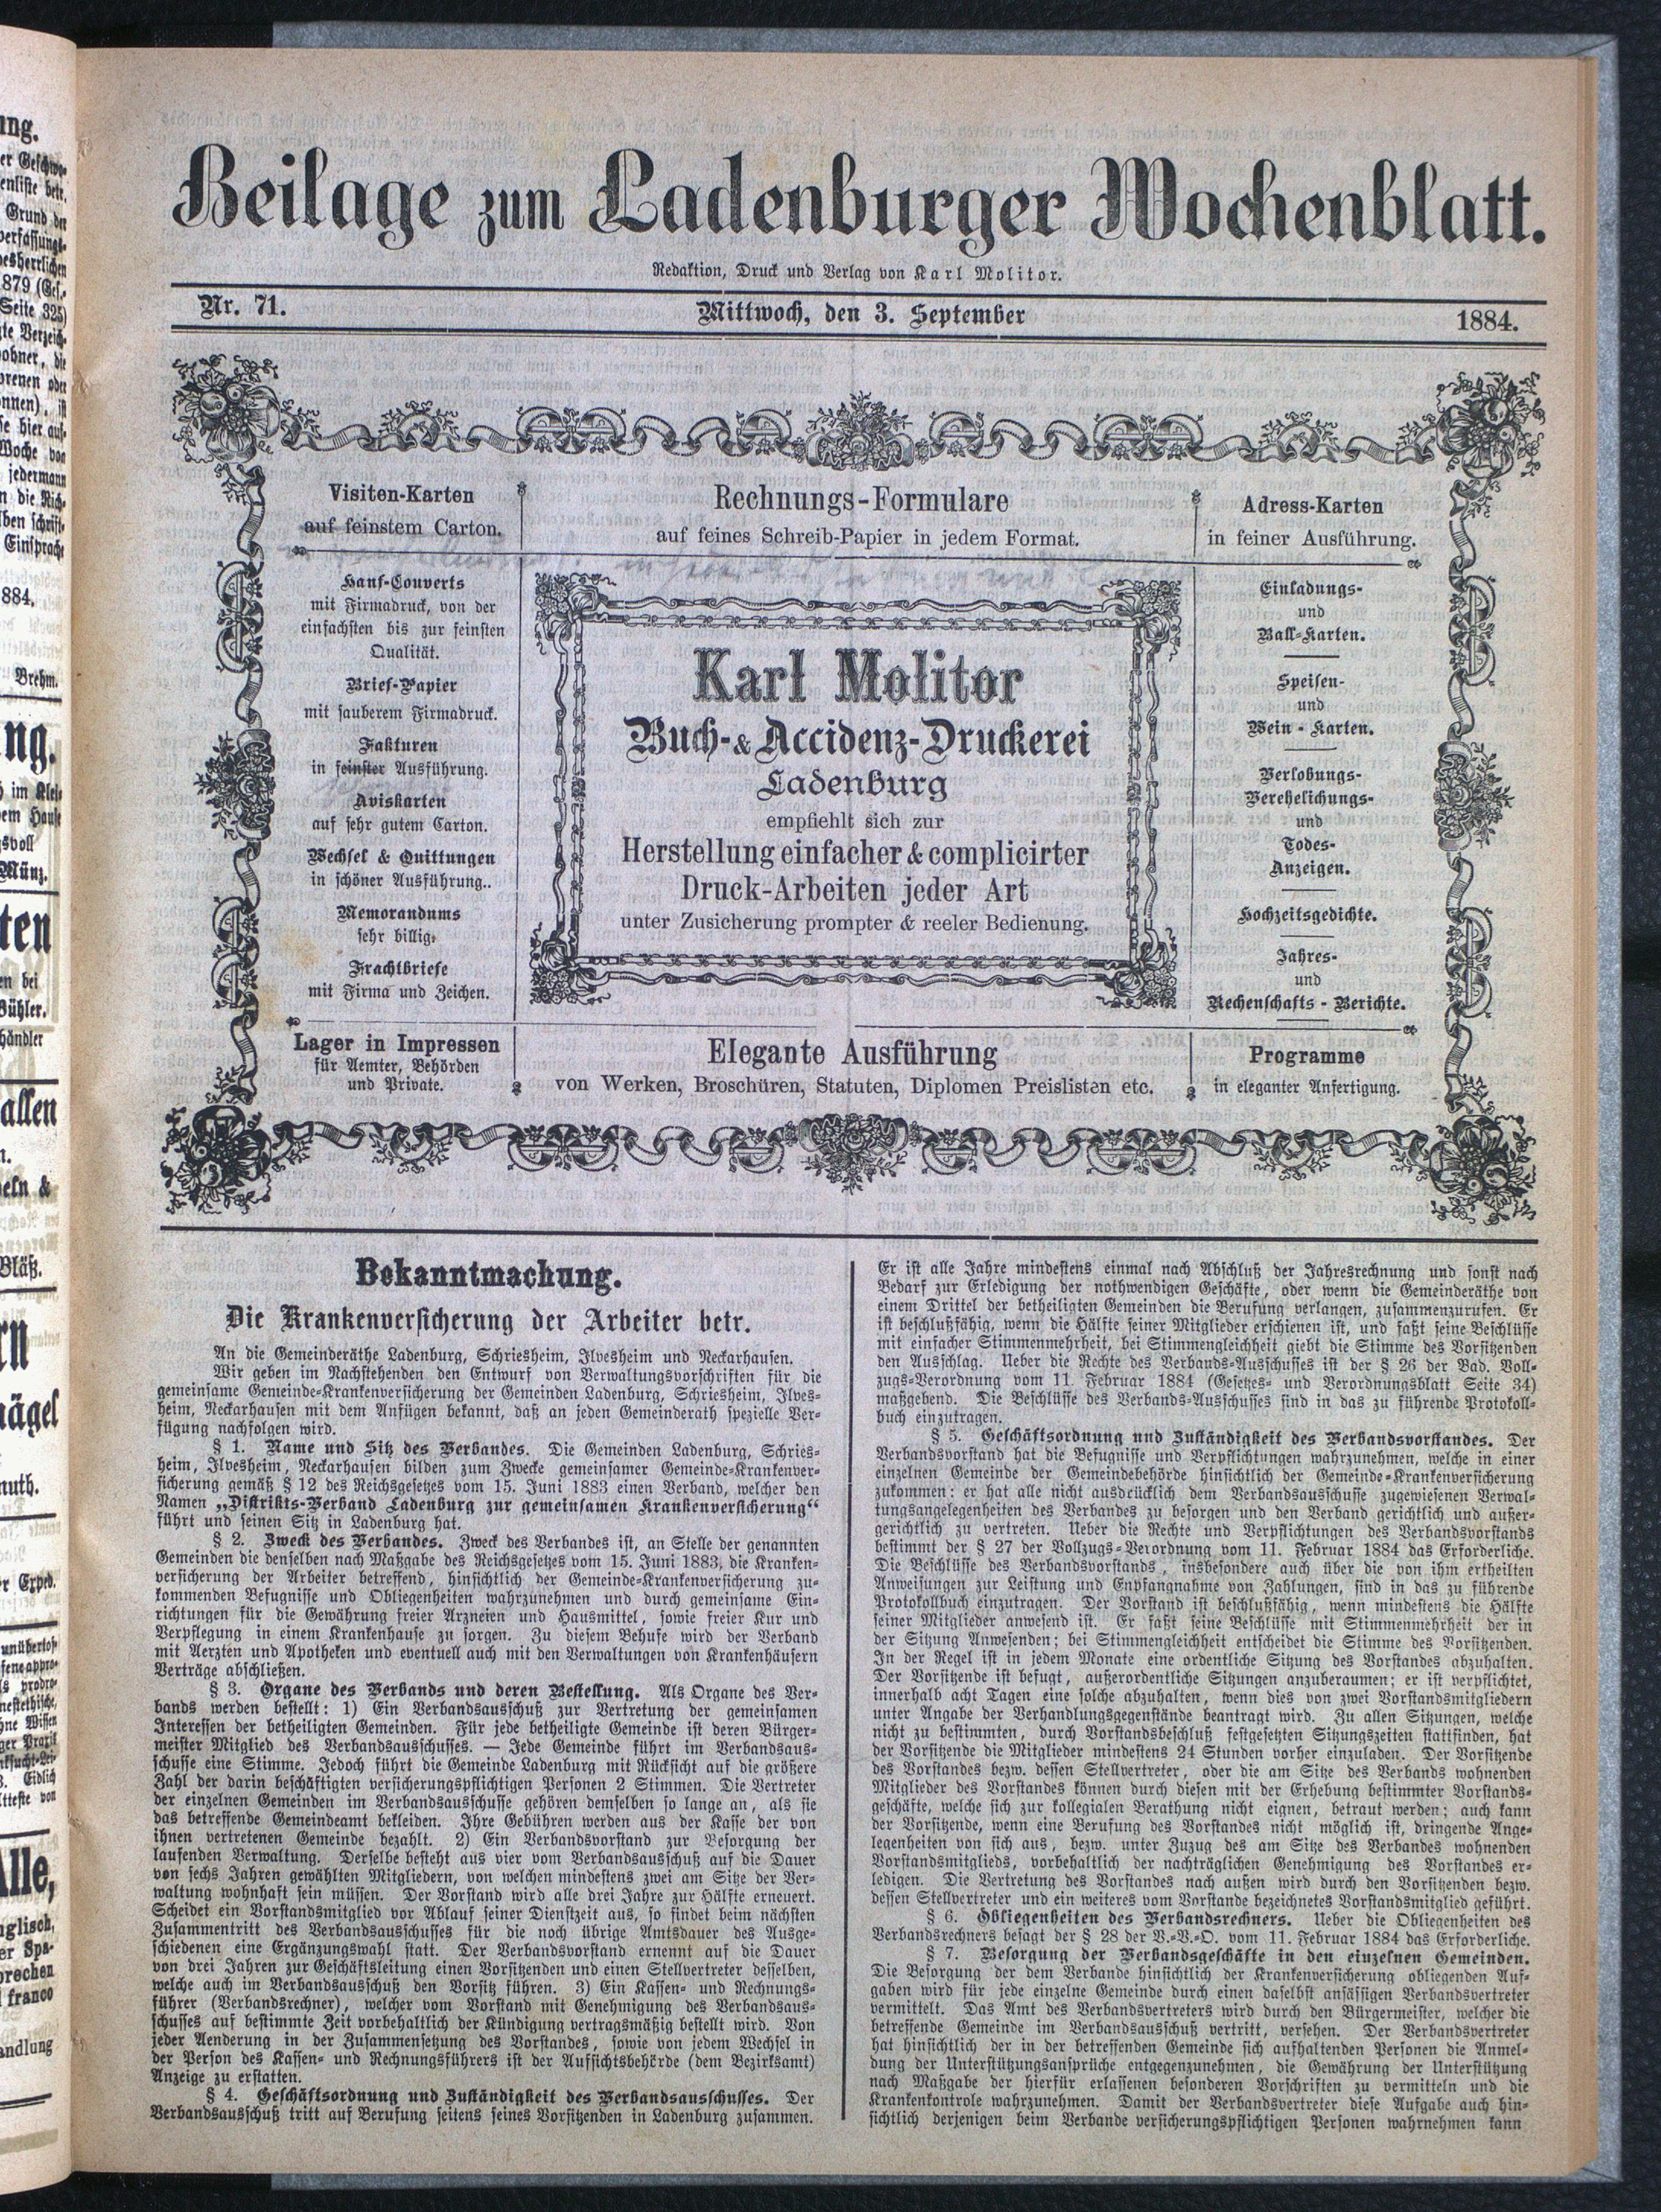 Beilage zum Ladenburger Wochenblatt.
Redaktion, Druck und Verlag von Karl Molitor.
Nr. 71.
Mittwoch, den 3. September
1884.
Visiten-Karten
auf feinstem Carton.
Rechnungs-Formulare
auf feines Schreib-Papier in jedem Format.
Adress-Karten
in feiner Ausführung.
Hanf-Couverts
mit Firmadruck, von der
einfachsten bis zur feinsten
Qualität.
Brief-Papier
mit sauberem Firmadruck.
Fakturen
in feinster Ausführung.
Aviskarten
auf sehr gutem Carton.
Wechsel & Quittungen
in schöner Ausführung..
Memorandums
sehr billig.
Frachtbriefe
mit Firma und Zeichen.
Karl Molitor
Buch-& Accidenz-Druckerei
Ladenburg
empfiehlt sich zur
Herstellung einfacher & complicirter
Druck-Arbeiten jeder Art
unter Zusicherung prompter & reeler Bedienung.
Einladungs-
und
Ball-Karten.
Speisen-
und
Wein - Karten.
Verlobungs-
Verehelichungs-
und
Todes-
Anzeigen.
Hochzeitsgedichte.
Jahres-
und
Rechenschafts - Berichte.
Lager in Impressen
für Aemter, Behörden
und Private.
Elegante Ausführung
von Werken, Broschüren, Statuten, Diplomen Preislisten etc.
Programme
in eleganter Anfertigung.
Bekanntmachung.
Die Krankenversicherung der Arbeiter betr.
An die Gemeinderäthe Ladenburg, Schriesheim, Ilvesheim und Neckarhausen.
Wir geben im Nachstehenden den Entwurf von Verwaltungsvorschriften für die
gemeinsame Gemeinde-Krankenversicherung der Gemeinden Ladenburg, Schriesheim, Ilves-
heim, Neckarhausen mit dem Anfügen bekannt, daß an jeden Gemeinderath spezielle Ver-
fügung nachfolgen wird.
§ 1. Name und Sitz des Verbandes. Die Gemeinden Ladenburg, Schries-
heim, Ilvesheim, Neckarhausen bilden zum Zwecke gemeinsamer Gemeinde-Krankenver-
sicherung gemäß § 12 des Reichsgesetzes vom 15. Juni 1883 einen Verband, welcher den
Namen „Distrikts-Verband Ladenburg zur gemeinsamen Krankenversicherung“
führt und seinen Sitz in Ladenburg hat.
§ 2. Zweck des Verbandes. Zweck des Verbandes ist, an Stelle der genannten
Gemeinden die denselben nach Maßgabe des Reichsgesetzes vom 15. Juni 1883, die Kranken-
versicherung der Arbeiter betreffend, hinsichtlich der Gemeinde-Krankenversicherung zu-
kommenden Befugnisse und Obliegenheiten wahrzunehmen und durch gemeinsame Ein-
richtungen für die Gewährung freier Arzneien und Hausmittel, sowie freier Kur und
Verpflegung in einem Krankenhause zu sorgen. Zu diesem Behufe wird der Verband
mit Aerzten und Apotheken und eventuell auch mit den Verwaltungen von Krankenhäusern
Verträge abschließen.
§ 3. Organe des Verbands und deren Bestellung. Als Organe des Ver-
bands werden bestellt: 1) Ein Verbandsausschuß zur Vertretung der gemeinsamen
Interessen der betheiligten Gemeinden. Für jede betheiligte Gemeinde ist deren Bürger-
meister Mitglied des Verbandsausschusses. — Jede Gemeinde führt im Verbandsaus-
schusse eine Stimme. Jedoch führt die Gemeinde Ladenburg mit Rücksicht auf die größere
Zahl der darin beschäftigten versicherungspflichtigen Personen 2 Stimmen. Die Vertreter
der einzelnen Gemeinden im Verbandsausschusse gehören demselben so lange an, als sie
das betreffende Gemeindeamt bekleiden. Ihre Gebühren werden aus der Kasse der von
ihnen vertretenen Gemeinde bezahlt. 2) Ein Verbandsvorstand zur Besorgung der
laufenden Verwaltung. Derselbe besteht aus vier vom Verbandsausschuß auf die Dauer
von sechs Jahren gewählten Mitgliedern, von welchen mindestens zwei am Sitze der Ver-
waltung wohnhaft sein müssen. Der Vorstand wird alle drei Jahre zur Hälfte erneuert.
Scheidet ein Vorstandsmitglied vor Ablauf seiner Dienstzeit aus, so findet beim nächsten
Zusammentritt des Verbandsausschusses für die noch übrige Amtsdauer des Ausge-
schiedenen eine Ergänzungswahl statt. Der Verbandsvorstand ernennt auf die Dauer
von drei Jahren zur Geschäftsleitung einen Vorsitzenden und einen Stellvertreter desselben,
welche auch im Verbandsausschuß den Vorsitz führen. 3) Ein Kassen- und Rechnungs-
führer (Verbandsrechner), welcher vom Vorstand mit Genehmigung des Verbandsaus-
schusses auf bestimmte Zeit vorbehaltlich der Kündigung vertragsmäßig bestellt wird. Von
jeder Aenderung in der Zusammensetzung des Vorstandes, sowie von jedem Wechsel in
der Person des Kassen- und Rechnungsführers ist der Aufsichtsbehörde (dem Bezirksamt)
Anzeige zu erstatten.
§ 4. Geschäftsordnung und Zuständigkeit des Verbandsausschusses. Der
Verbandsausschuß tritt auf Berufung seitens seines Vorsitzenden in Ladenburg zusammen.
Er ist alle Jahre mindestens einmal nach Abschluß der Jahresrechnung und sonst nach
Bedarf zur Erledigung der nothwendigen Geschäfte, oder wenn die Gemeinderäthe von
einem Drittel der betheiligten Gemeinden die Berufung verlangen, zusammenzurufen. Er
ist beschlußfähig, wenn die Hälfte seiner Mitglieder erschienen ist, und faßt seine Beschlüsse
mit einfacher Stimmenmehrheit, bei Stimmengleichheit giebt die Stimme des Vorsitzenden
den Ausschlag. Ueber die Rechte des Verbands-Ausschusses ist der § 26 der Bad. Voll-
zugs-Verordnung vom 11. Februar 1884 (Gesetzes- und Verordnungsblatt Seite 34)
maßgebend. Die Beschlüsse des Verbands-Ausschusses sind in das zu führende Protokoll-
buch einzutragen.
§ 5. Geschäftsordnung und Zuständigkeit des Verbandsvorstandes. Der
Verbandsvorstand hat die Befugnisse und Verpflichtungen wahrzunehmen, welche in einer
einzelnen Gemeinde der Gemeindebehörde hinsichtlich der Gemeinde-Krankenversicherung
zukommen: er hat alle nicht ausdrücklich dem Verbandsausschusse zugewiesenen Verwal-
tungsangelegenheiten des Verbandes zu besorgen und den Verband gerichtlich und außer-
gerichtlich zu vertreten. Ueber die Rechte und Verpflichtungen des Verbandsvorstands
bestimmt der § 27 der Vollzugs-Verordnung vom 11. Februar 1884 das Erforderliche.
Die Beschlüsse des Verbandsvorstands, insbesondere auch über die von ihm ertheilten
Anweisungen zur Leistung und Enpfangnahme von Zahlungen, sind in das zu führende
Protokollbuch einzutragen. Der Vorstand ist beschlußfähig, wenn mindestens die Hälfte
seiner Mitglieder anwesend ist. Er faßt seine Beschlüsse mit Stimmenmehrheit der in
der Sitzung Anwesenden; bei Stimmengleichheit entscheidet die Stimme des Vorsitzenden.
In der Regel ist in jedem Monate eine ordentliche Sitzung des Vorstandes abzuhalten.
Der Vorsitzende ist befugt, außerordentliche Sitzungen anzuberaumen; er ist verpflichtet,
innerhalb acht Tagen eine solche abzuhalten, wenn dies von zwei Vorstandsmitgliedern
unter Angabe der Verhandlungsgegenstände beantragt wird. Zu allen Sitzungen, welche
nicht zu bestimmten, durch Vorstandsbeschluß festgesetzten Sitzungszeiten stattfinden, hat
der Vorsitzende die Mitglieder mindestens 24 Stunden vorher einzuladen. Der Vorsitzende
des Vorstandes bezw. dessen Stellvertreter, oder die am Sitze des Verbands wohnenden
Mitglieder des Vorstandes können durch diesen mit der Erhebung bestimmter Vorstands-
geschäfte, welche sich zur kollegialen Berathung nicht eignen, betraut werden; auch kann
der Vorsitzende, wenn eine Berufung des Vorstandes nicht möglich ist, dringende Ange-
legenheiten von sich aus, bezw. unter Zuzug des am Sitze des Verbandes wohnenden
Vorstandsmitglieds, vorbehaltlich der nachträglichen Genehmigung des Vorstandes er-
ledigen. Die Vertretung des Vorstandes nach außen wird durch den Vorsitzenden bezw.
dessen Stellvertreter und ein weiteres vom Vorstande bezeichnetes Vorstandsmitglied geführt.
§ 6. Obliegenheiten des Verbandsrechners. Ueber die Obliegenheiten des
Verbandsrechners besagt der § 28 der V.-V.-O. vom 11. Februar 1884 das Erforderliche.
§ 7. Besorgung der Verbandsgeschäfte in den einzelnen Gemeinden.
Die Besorgung der dem Verbande hinsichtlich der Krankenversicherung obliegenden Auf-
gaben wird für jede einzelne Gemeinde durch einen daselbst ansässigen Verbandsvertreter
vermittelt. Das Amt des Verbandsvertreters wird durch den Bürgermeister, welcher die
betreffende Gemeinde im Verbandsausschuß vertritt, versehen. Der Verbandsvertreter
hat hinsichtlich der in der betreffenden Gemeinde sich aufhaltenden Personen die Anmel-
dung der Unterstützungsansprüche entgegenzunehmen, die Gewährung der Unterstützung
nach Maßgabe der hierfür erlassenen besonderen Vorschriften zu vermitteln und die
Krankenkontrole wahrzunehmen. Damit der Verbandsvertreter diese Aufgabe auch hin-
sichtlich derjenigen beim Verbande versicherungspflichtigen Personen wahrnehmen kann